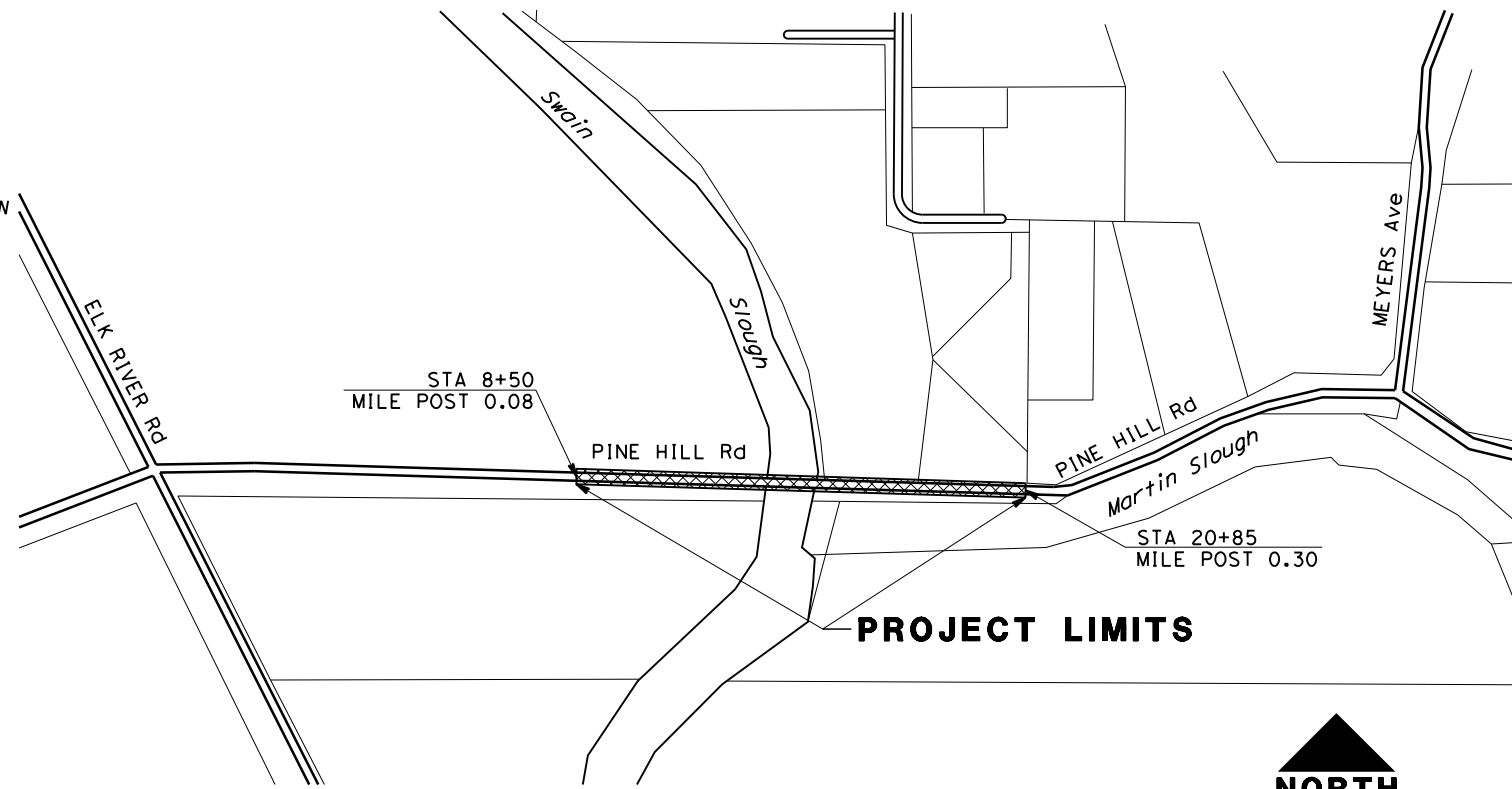 Swain
Slough
W
ELK RIVER Rd
MEYERS Ave
STA 8+50
MILE POST 0.08
PINE HILL Rd
PINE HILL Rd
Martin Slough
STA 20+85
MILE POST 0.30
PROJECT LIMITS
NORTH